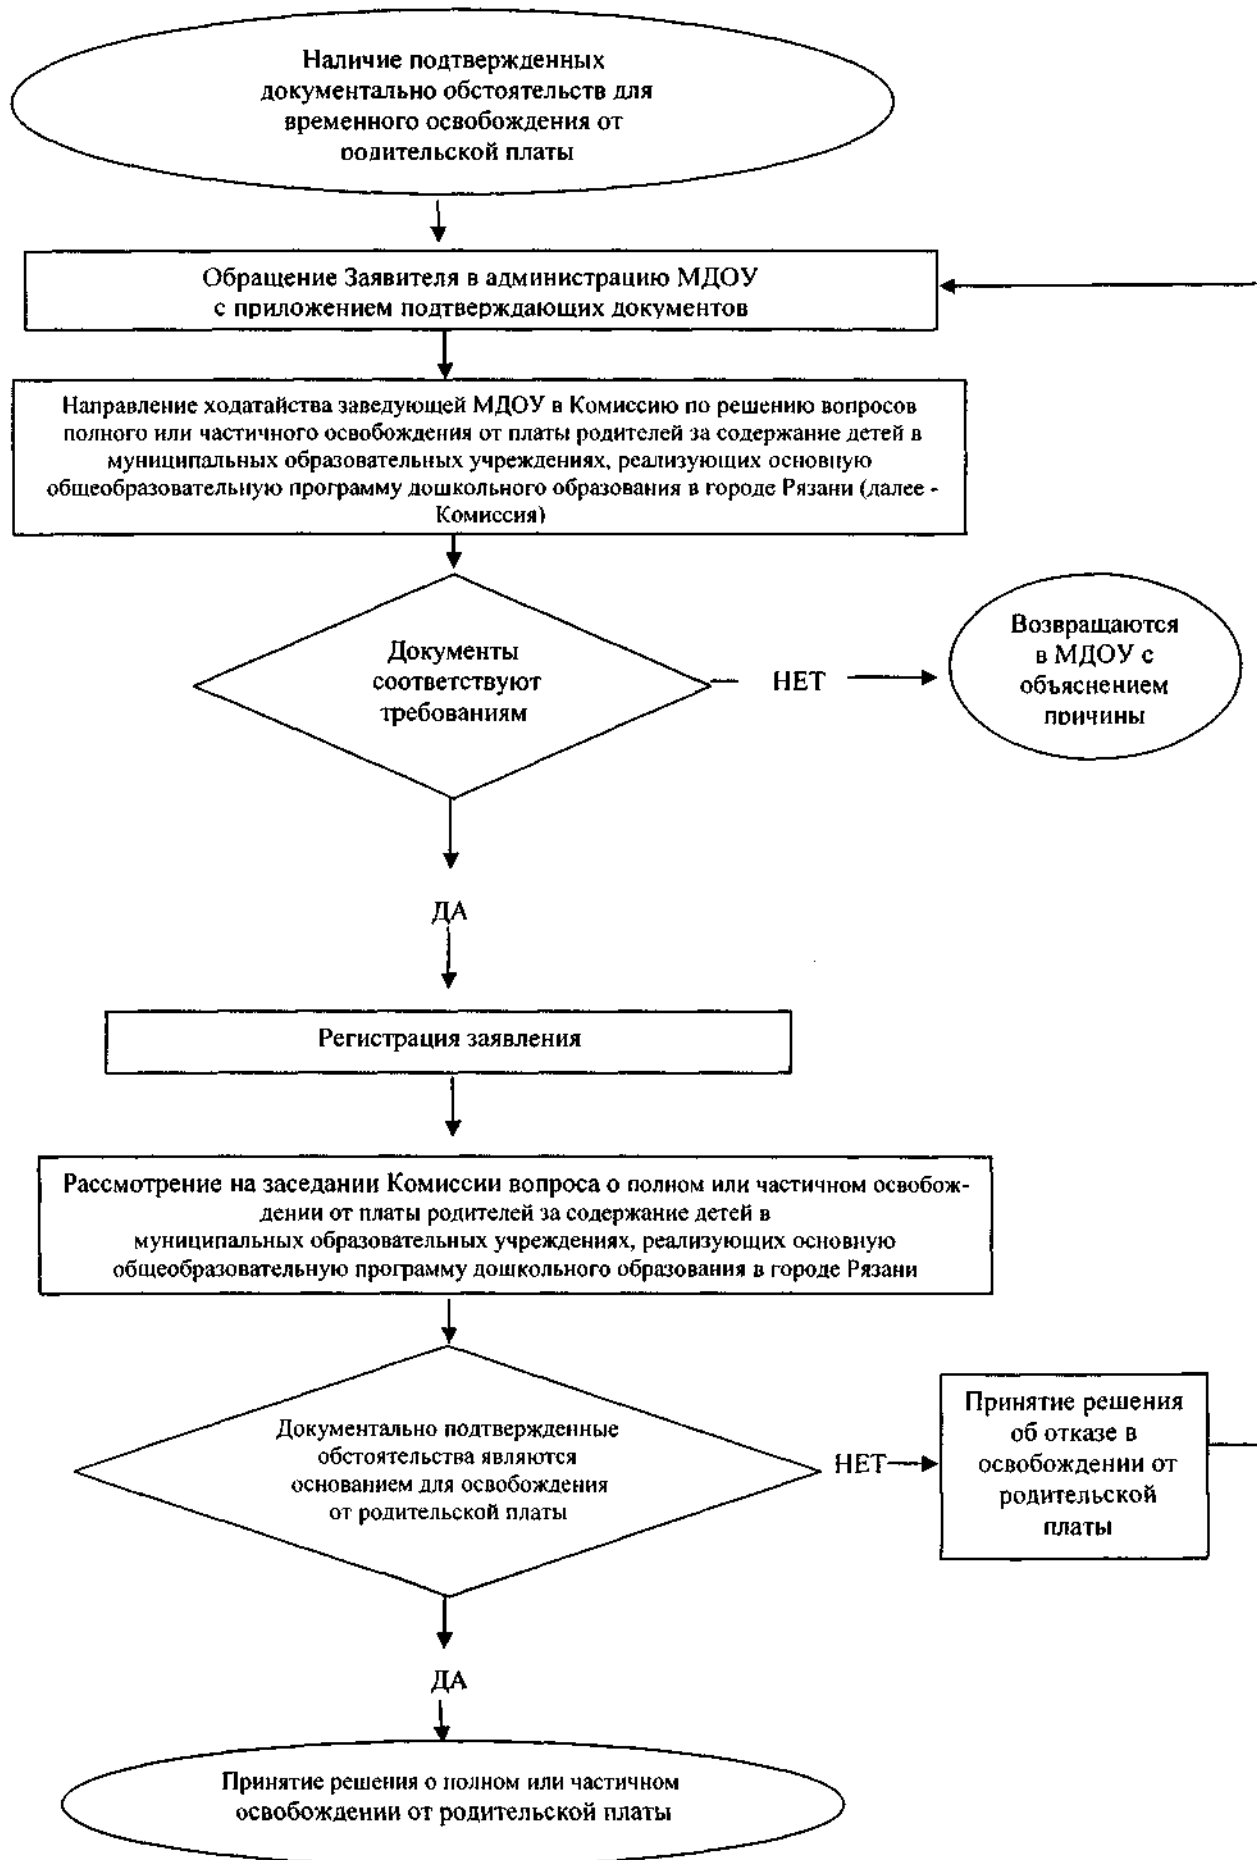 Наличие подтвержденных
документально обстоятельств для
временного освобождения от
родительской платы
Обращение Заявителя в администрацию МДОУ
с приложением подтверждающих документов
Направление ходатайства заведующей МДОУ в Комиссию по решению вопросов
полного или частичного освобождения от платы родителей за содержание детей в
муниципальных образовательных учреждениях, реализующих основную
общеобразовательную программу дошкольного образования в городе Рязани (далее -
Комиссия)
Документы
соответствуют
требованиям
НЕТ
Возвращаются
в МДОУ с
объяснением
причины
ДА
Регистрация заявления
Рассмотрение на заседании Комиссии вопроса о полном или частичном освобож-
дении от платы родителей за содержание детей в
муниципальных образовательных учреждениях, реализующих основную
общеобразовательную программу дошкольного образования в городе Рязани
Документально подтвержденные
обстоятельства являются
основанием для освобождения
от родительской платы
НЕТ
Принятие решения
об отказе в
освобождении от
родительской
платы
ДА
Принятие решения о полном или частичном
освобождении от родительской платы